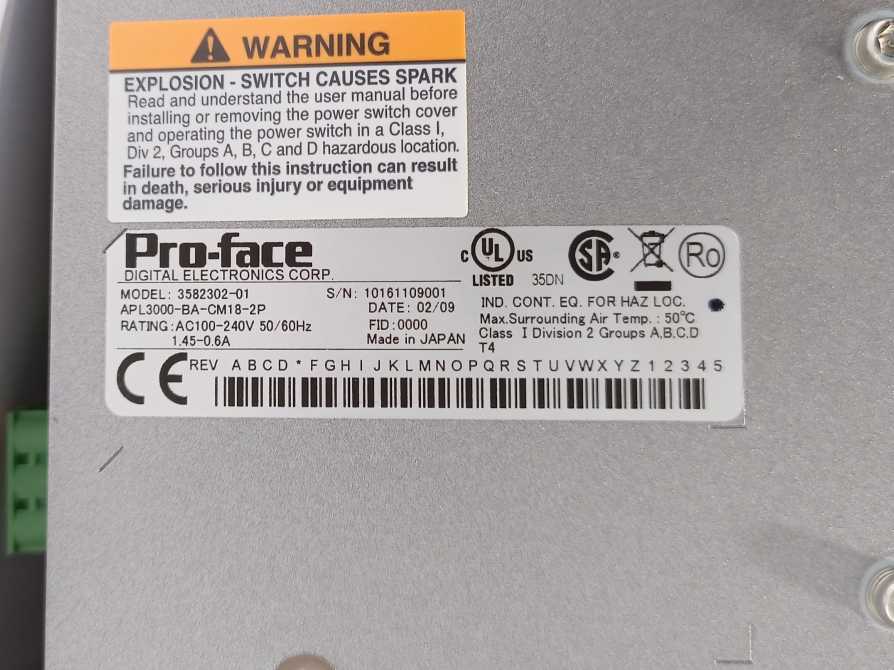 WARNING
EXPLOSION - SWITCH CAUSES SPARK
Read and understand the user manual before
installing or removing the power switch cover
and operating the power switch in a Class I,
Div 2, Groups A, B, C and D hazardous location.
Failure to follow this instruction can result
in death, serious injury or equipment
damage.
Pro-face
DIGITAL ELECTRONICS CORP.
MODEL: 3582302-01 S/N: 10161109001
APL3000-BA-CM18-2P DATE: 02/09
RATING:AC100-240V 50/60Hz FID:0000
1.45-0.6A Made in JAPAN
C UL US
LISTED 35DN
SA ®
Ro
IND. CONT. EQ. FOR HAZ LOC.
Max.Surrounding Air Temp. : 50°C
Class I Division 2 Groups A,B,C,D
T4
CE
REV A B C D * F G H I J K L M N O P Q R S T U V W X Y Z 1 2 3 4 5